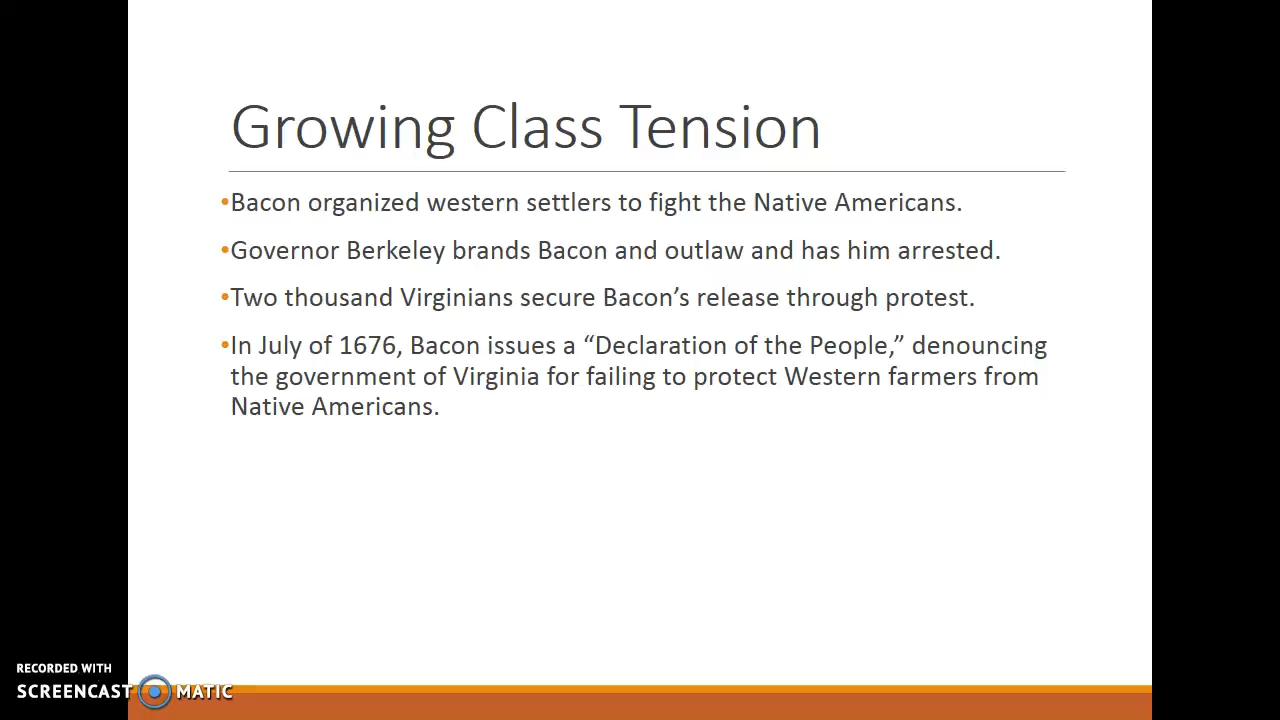 Growing Class Tension
•Bacon organized western settlers to fight the Native Americans.
•Governor Berkeley brands Bacon and outlaw and has him arrested.
•Two thousand Virginians secure Bacon’s release through protest.
•In July of 1676, Bacon issues a “Declaration of the People,” denouncing
the government of Virginia for failing to protect Western farmers from
Native Americans.
RECORDED WITH
SCREENCAST MATIC